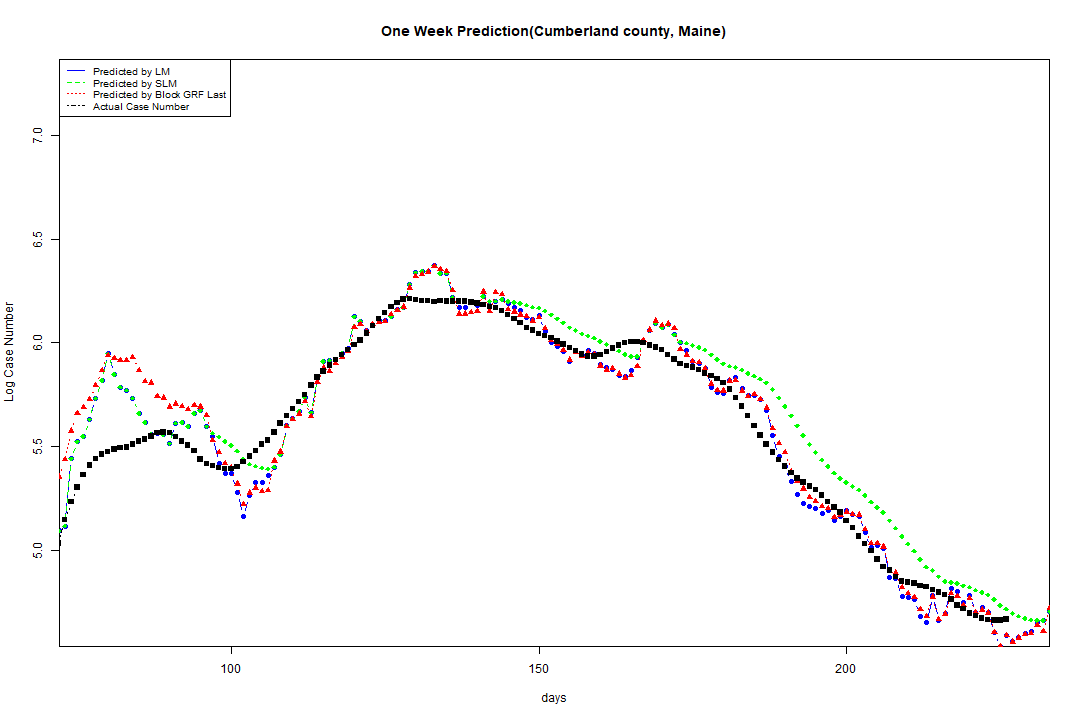 One Week Prediction(Cumberland county, Maine)
Predicted by LM
Predicted by SLM
Predicted by Block GRF Last
Actual Case Number
7.0
6.5
6.0
5.5
5.0
Log Case Number
100 150 200
days